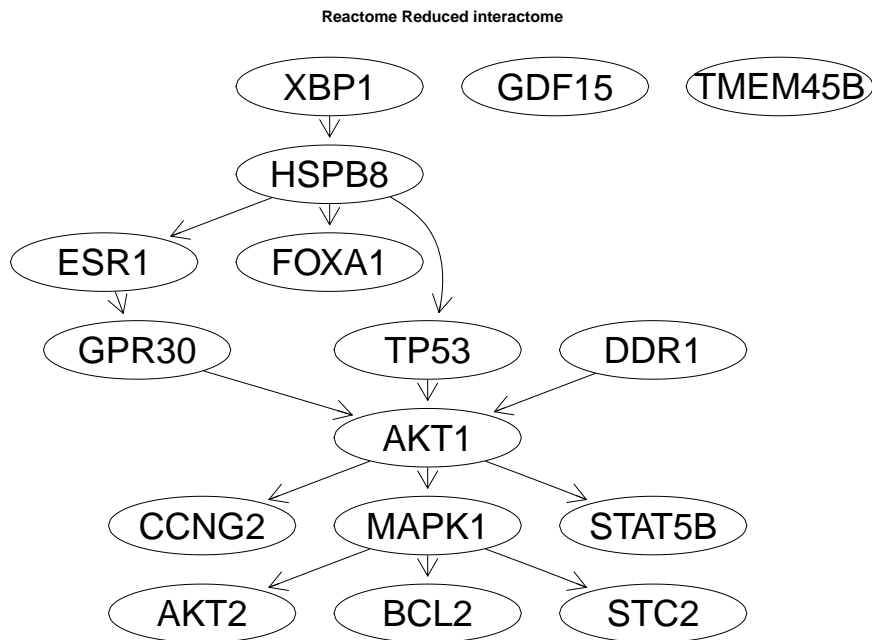 Reactome Reduced interactome
XBP1 GDF15 TMEM45B
HSPB8
ESR1 FOXA1
GPR30 TP53 DDR1
AKT1
CCNG2 MAPK1 STAT5B
AKT2 BCL2 STC2